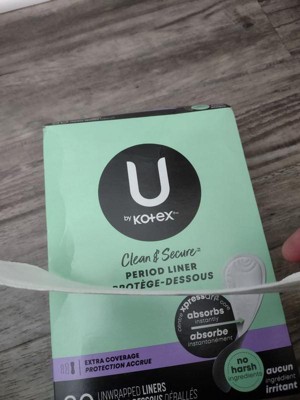 U
BY KOTEX
Clean & Secure
PERIOD LINER
PROTÈGE-DESSOUS
absorbs
instantly
absorbe
instantanément
EXTRA COVERAGE
PROTECTION ACCRUE
no
harsh
ingredients
aucun
ingrédient
irritant
UNWRAPPED LINERS
DÉBALLÉS